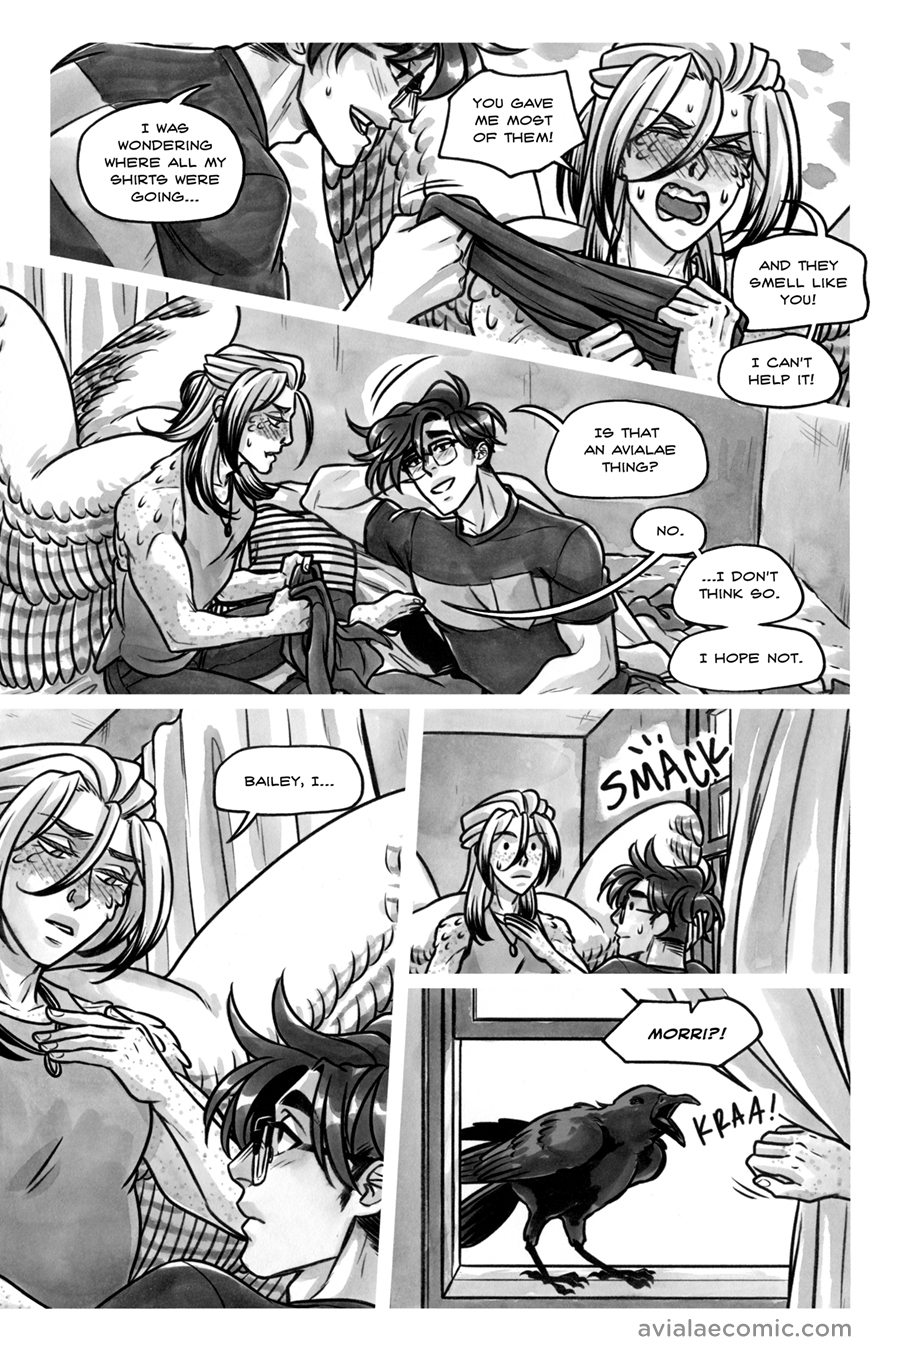 I WAS
WONDERING
WHERE ALL MY
SHIRTS WERE
GOING...
YOU GAVE
ME MOST
OF THEM!
AND THEY
SMELL LIKE
YOU!
I CAN'T
HELP IT!
IS THAT
AN AVIALAE
THING?
NO.
...I DON'T
THINK SO.
I HOPE NOT.
BAILEY, I...
SMACK
MORRI?!
KRAA!
avialaecomic.com